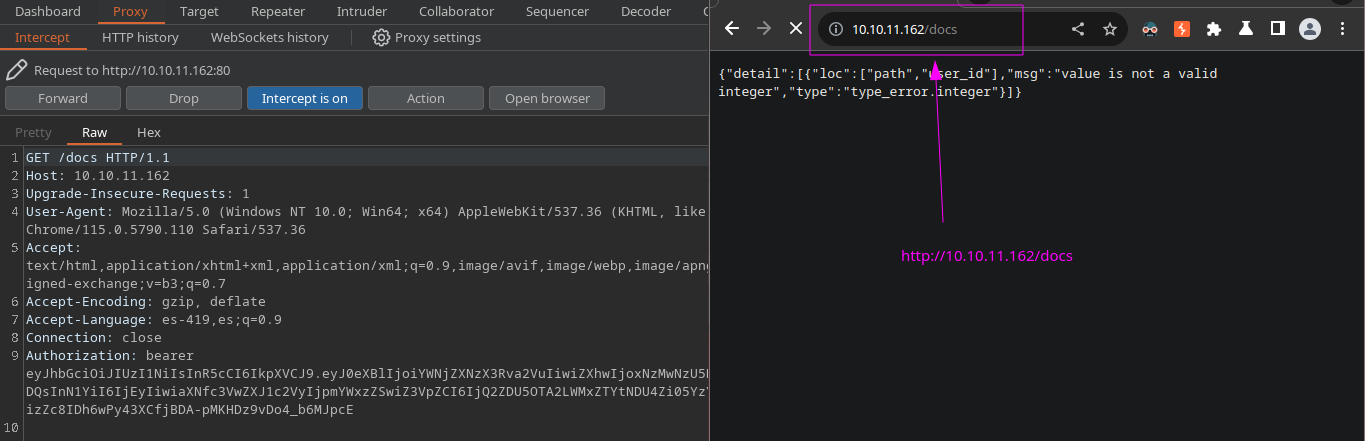 Dashboard Proxy Target Repeater Intruder Collaborator Sequencer Decoder
Intercept HTTP history WebSockets history Proxy settings
Request to http://10.10.11.162:80
Forward Drop Intercept is on Action Open browser
Pretty Raw Hex
1 GET /docs HTTP/1.1
2 Host: 10.10.11.162
3 Upgrade-Insecure-Requests: 1
4 User-Agent: Mozilla/5.0 (Windows NT 10.0; Win64; x64) AppleWebKit/537.36 (KHTML, like
Chrome/115.0.5790.110 Safari/537.36
5 Accept:
text/html,application/xhtml+xml,application/xml;q=0.9,image/avif,image/webp,image/apng
igned-exchange;v=b3;q=0.7
6 Accept-Encoding: gzip, deflate
7 Accept-Language: es-419,es;q=0.9
8 Connection: close
9 Authorization: bearer
eyJhbGciOiJIUzI1NiIsInR5cCI6IkpXVCJ9.eyJ0eXBlIjoiYWNjZXNzX3Rva2VuIiwiZXhwIjoxNzMwNzU5
DQsInN1YiI6IjEyIiwiaXNfc3VwZXJ1c2VyIjpmYWxzZSwiZ3VpZCI6IjQ2ZDU5OTA2LWMxZTYtNDU4Zi05Yz
izZc8IDh6wPy43XCfjBDA-pMKHDz9vDo4_b6MJpcE
10
10.10.11.162/docs
{"detail":[{"loc":["path","user_id"],"msg":"value is not a valid
integer","type":"type_error.integer"}]}
http://10.10.11.162/docs